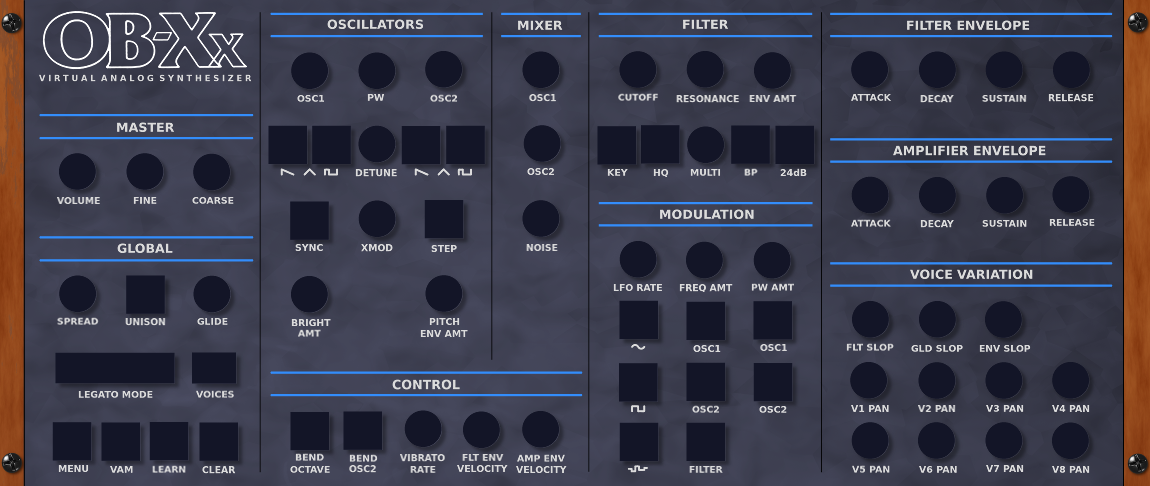 OB-Xx
VIRTUAL ANALOG SYNTHESIZER
MASTER
VOLUME FINE COARSE
GLOBAL
SPREAD UNISON GLIDE
LEGATO MODE VOICES
MENU VAM LEARN CLEAR
OSCILLATORS
OSC1 PW OSC2
DETUNE
SYNC XMOD STEP
BRIGHT
AMT
PITCH
ENV AMT
MIXER
OSC1
OSC2
NOISE
CONTROL
BEND
OCTAVE
BEND
OSC2
VIBRATO
RATE
FLT ENV
VELOCITY
AMP ENV
VELOCITY
FILTER
CUTOFF RESONANCE ENV AMT
KEY HQ MULTI BP 24dB
MODULATION
LFO RATE FREQ AMT PW AMT
OSC1 OSC1
OSC2 OSC2
FILTER
FILTER ENVELOPE
ATTACK DECAY SUSTAIN RELEASE
AMPLIFIER ENVELOPE
ATTACK DECAY SUSTAIN RELEASE
VOICE VARIATION
FLT SLOP GLD SLOP ENV SLOP
V1 PAN V2 PAN V3 PAN V4 PAN
V5 PAN V6 PAN V7 PAN V8 PAN